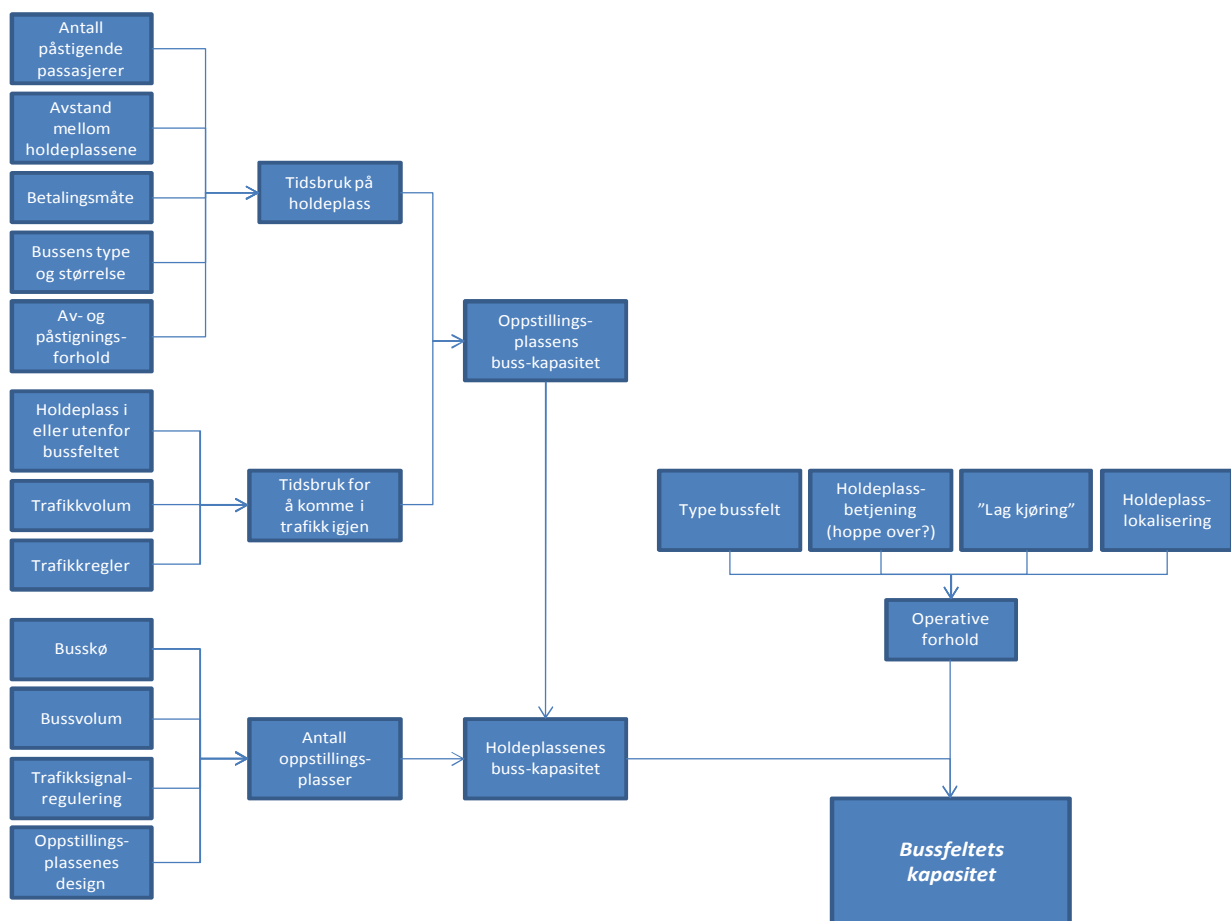 Antall
påstigende
passasjerer
Avstand
mellom
holdeplassene
Betalingsmåte
Bussens type
og størrelse
Av- og
påstignings-
forhold
Tidsbruk på
holdeplass
Oppstillings-
plassens
buss-kapasitet
Holdeplass i
eller utenfor
bussfeltet
Trafikkvolum
Trafikkregler
Tidsbruk for
å komme i
trafikk igjen
Type bussfelt
Holdeplass-
betjening
(hoppe over?)
”Lag kjøring”
Holdeplass-
lokalisering
Operative
forhold
Busskø
Bussvolum
Trafikksignal-
regulering
Oppstillings-
plassenes
design
Antall
oppstillings-
plasser
Holdeplassenes
buss-kapasitet
Bussfeltets
kapasitet